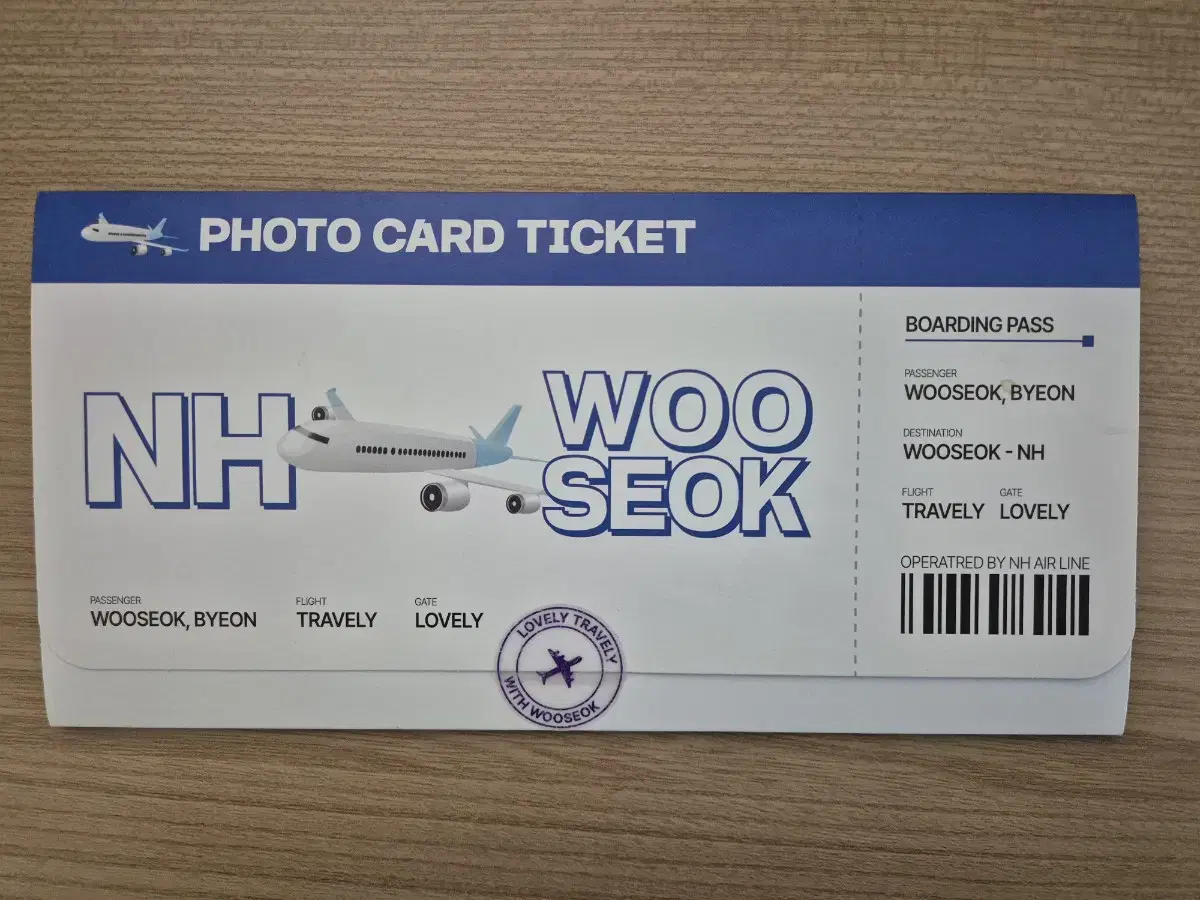 PHOTO CARD TICKET
NH
WOO
SEOK
PASSENGER
WOOSEOK, BYEON
FLIGHT
TRAVELY
GATE
LOVELY
LOVELY TRAVELY
WITH WOOSEOK
BOARDING PASS
PASSENGER
WOOSEOK, BYEON
DESTINATION
WOOSEOK - NH
FLIGHT GATE
TRAVELY LOVELY
OPERATRED BY NH AIR LINE